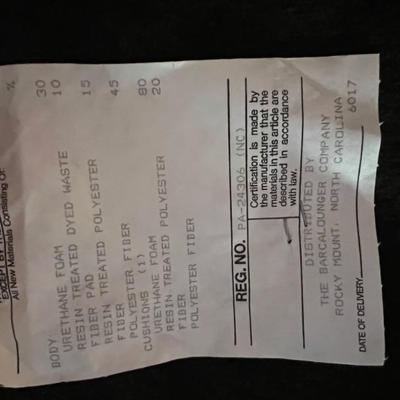 All New Materials Consisting Of: %
BODY
URETHANE FOAM 30
RESIN TREATED DYED WASTE 10
FIBER PAD
RESIN TREATED POLYESTER 15
FIBER
POLYESTER FIBER 45
CUSHIONS (1)
URETHANE FOAM 80
RESIN TREATED POLYESTER 20
FIBER
POLYESTER FIBER
REG. NO. PA-24306 (NC)
Certification is made by
the manufacturer that the
materials in this article are
described in accordance
with law.
DISTRIBUTED BY
THE BARCALOUNGER COMPANY
ROCKY MOUNT, NORTH CAROLINA
6017
DATE OF DELIVERY